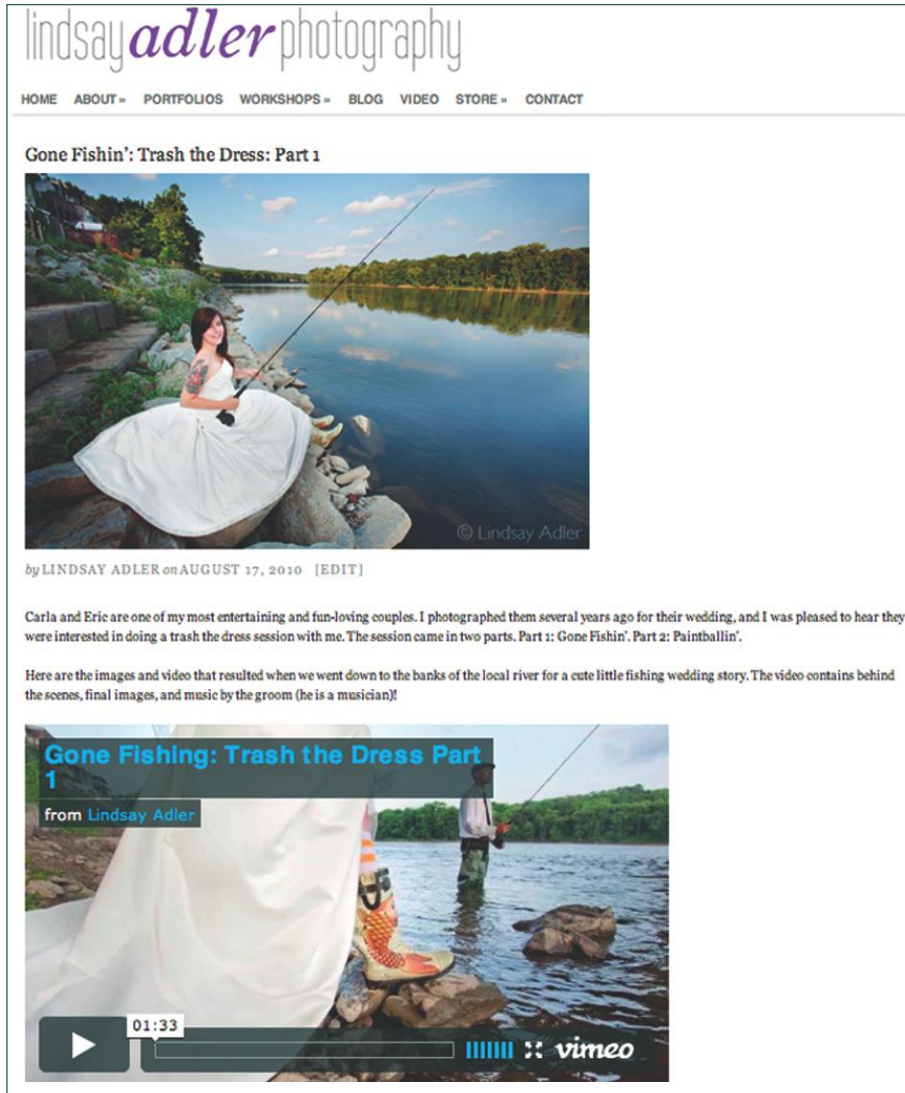 lindsay adler photography
HOME ABOUT » PORTFOLIOS WORKSHOPS » BLOG VIDEO STORE » CONTACT
Gone Fishin’: Trash the Dress: Part 1
© Lindsay Adler
by LINDSAY ADLER on AUGUST 17, 2010 [EDIT]
Carla and Eric are one of my most entertaining and fun-loving couples. I photographed them several years ago for their wedding, and I was pleased to hear they
were interested in doing a trash the dress session with me. The session came in two parts. Part 1: Gone Fishin’. Part 2: Paintballin’.
Here are the images and video that resulted when we went down to the banks of the local river for a cute little fishing wedding story. The video contains behind
the scenes, final images, and music by the groom (he is a musician)!
Gone Fishing: Trash the Dress Part
1
from Lindsay Adler
01:33
vimeo